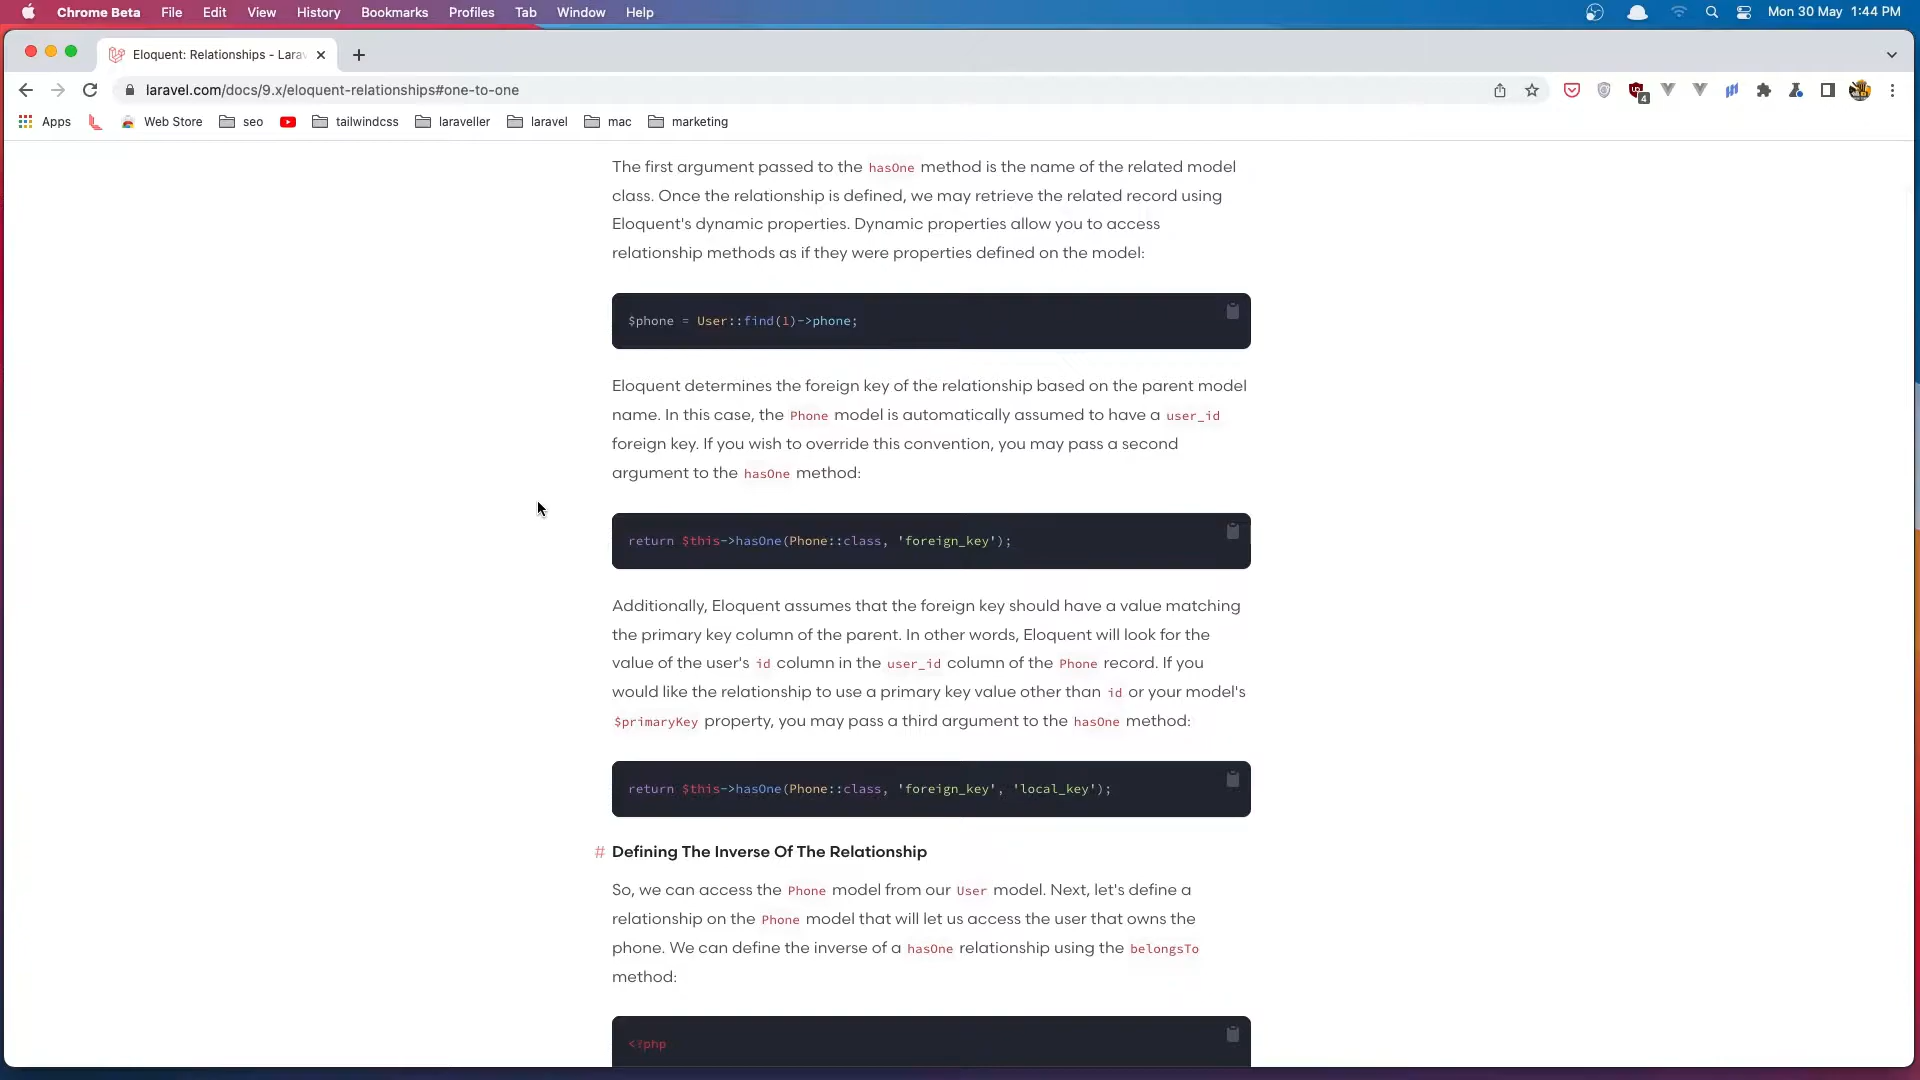 Chrome Beta File Edit View History Bookmarks Profiles Tab Window Help Mon 30 May 1:44 PM
Eloquent: Relationships - Lara
laravel.com/docs/9.x/eloquent-relationships#one-to-one 4
Apps Web Store seo tailwindcss laraveller laravel mac marketing
The first argument passed to the hasOne method is the name of the related model
class. Once the relationship is defined, we may retrieve the related record using
Eloquent's dynamic properties. Dynamic properties allow you to access
relationship methods as if they were properties defined on the model:
$phone = User::find(1)->phone;
Eloquent determines the foreign key of the relationship based on the parent model
name. In this case, the Phone model is automatically assumed to have a user_id
foreign key. If you wish to override this convention, you may pass a second
argument to the hasOne method:
return $this->hasOne(Phone::class, 'foreign_key');
Additionally, Eloquent assumes that the foreign key should have a value matching
the primary key column of the parent. In other words, Eloquent will look for the
value of the user's id column in the user_id column of the Phone record. If you
would like the relationship to use a primary key value other than id or your model's
$primaryKey property, you may pass a third argument to the hasOne method:
return $this->hasOne(Phone::class, 'foreign_key', 'local_key');
# Defining The Inverse Of The Relationship
So, we can access the Phone model from our User model. Next, let's define a
relationship on the Phone model that will let us access the user that owns the
phone. We can define the inverse of a hasOne relationship using the belongsTo
method:
<?php